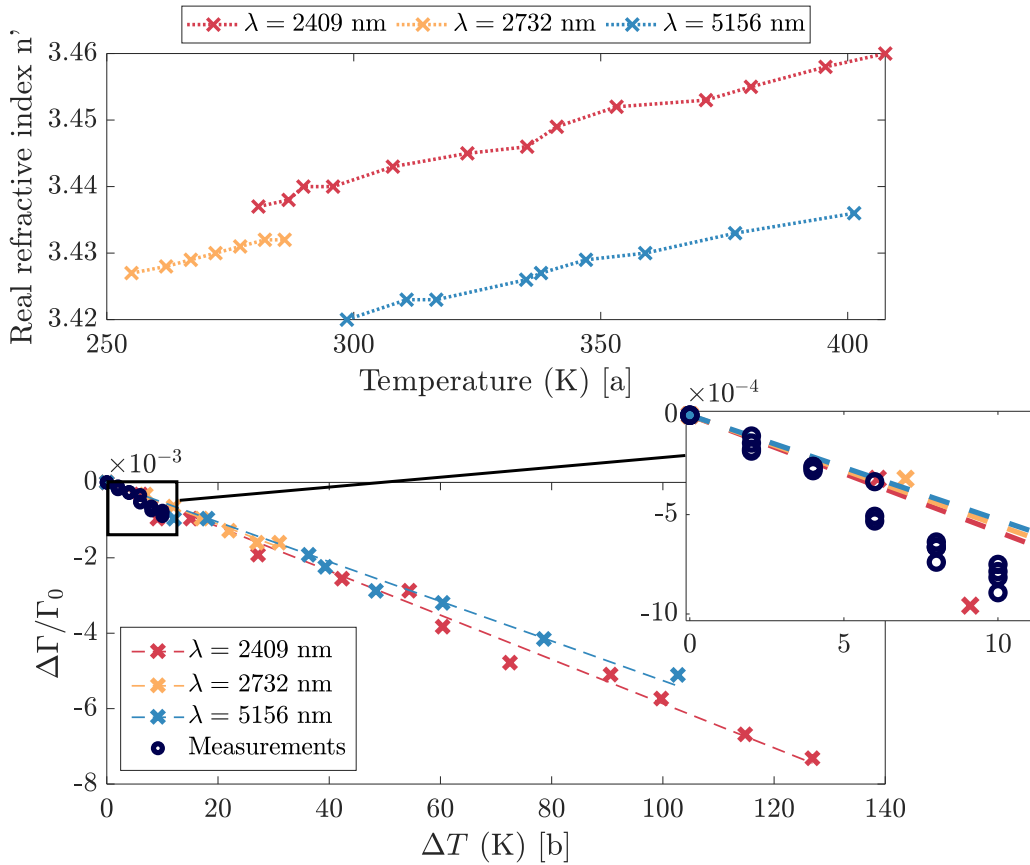 λ = 2409 nm λ = 2732 nm λ = 5156 nm
Real refractive index n'
3.46
3.45
3.44
3.43
3.42
250 300 350 400
Temperature (K) [a]
×10⁻³
ΔΓ/Γ₀
0
-2
-4
-6
-8
0 20 40 60 80 100 120 140
ΔT (K) [b]
λ = 2409 nm
λ = 2732 nm
λ = 5156 nm
Measurements
×10⁻⁴
0
-5
-10
0 5 10